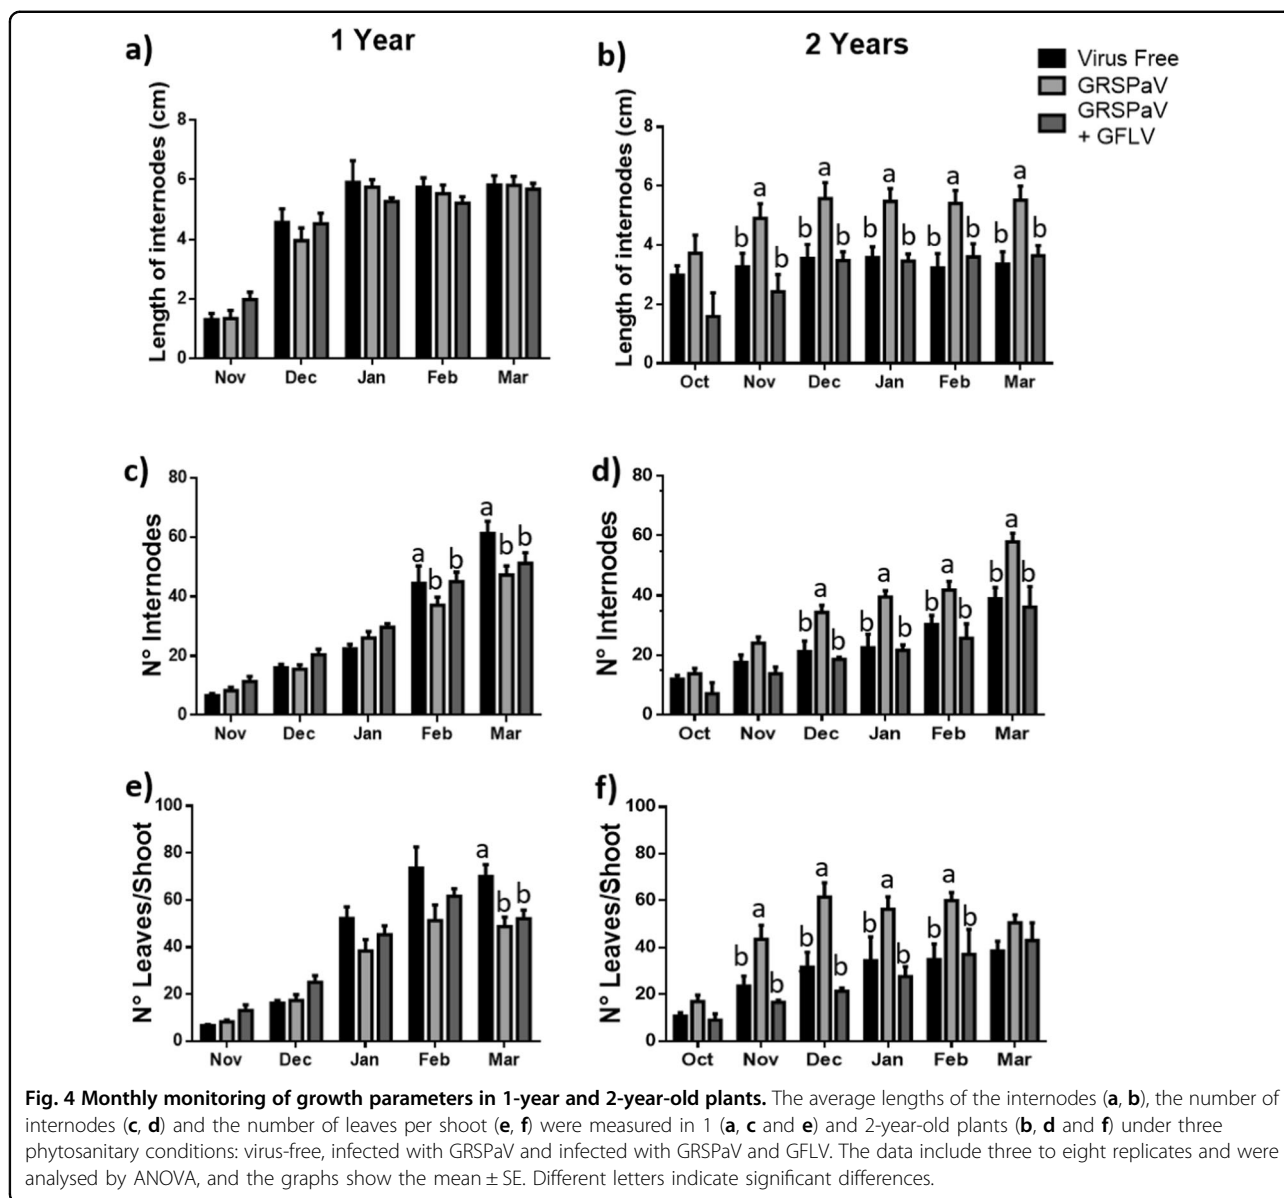 1 Year
2 Years
Virus Free
GRSPaV
GRSPaV
+ GFLV
a)
Length of internodes (cm)
8
6
4
2
0
Nov Dec Jan Feb Mar
b)
Length of internodes (cm)
8
6
4
2
0
a a a a a
b b b b b b b b b b
Oct Nov Dec Jan Feb Mar
c)
N° Internodes
80
60
40
20
0
a b b a b b
Nov Dec Jan Feb Mar
d)
N° Internodes
80
60
40
20
0
b a b b a b b a b b a b
Oct Nov Dec Jan Feb Mar
e)
N° Leaves/Shoot
100
80
60
40
20
0
a b b
Nov Dec Jan Feb Mar
f)
N° Leaves/Shoot
100
80
60
40
20
0
b a b b a b b a b b a b
Oct Nov Dec Jan Feb Mar
Fig. 4 Monthly monitoring of growth parameters in 1-year and 2-year-old plants. The average lengths of the internodes (a, b), the number of
internodes (c, d) and the number of leaves per shoot (e, f) were measured in 1 (a, c and e) and 2-year-old plants (b, d and f) under three
phytosanitary conditions: virus-free, infected with GRSPaV and infected with GRSPaV and GFLV. The data include three to eight replicates and were
analysed by ANOVA, and the graphs show the mean ± SE. Different letters indicate significant differences.